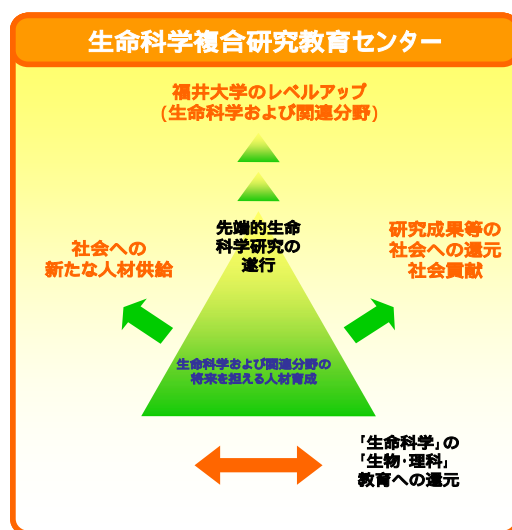 生命科学複合研究教育センター
福井大学のレベルアップ
(生命科学および関連分野)
先端的生命
科学研究の
遂行
社会への
新たな人材供給
研究成果等の
社会への還元
社会貢献
生命科学および関連分野の
将来を担える人材育成
「生命科学」の
「生物・理科」
教育への還元